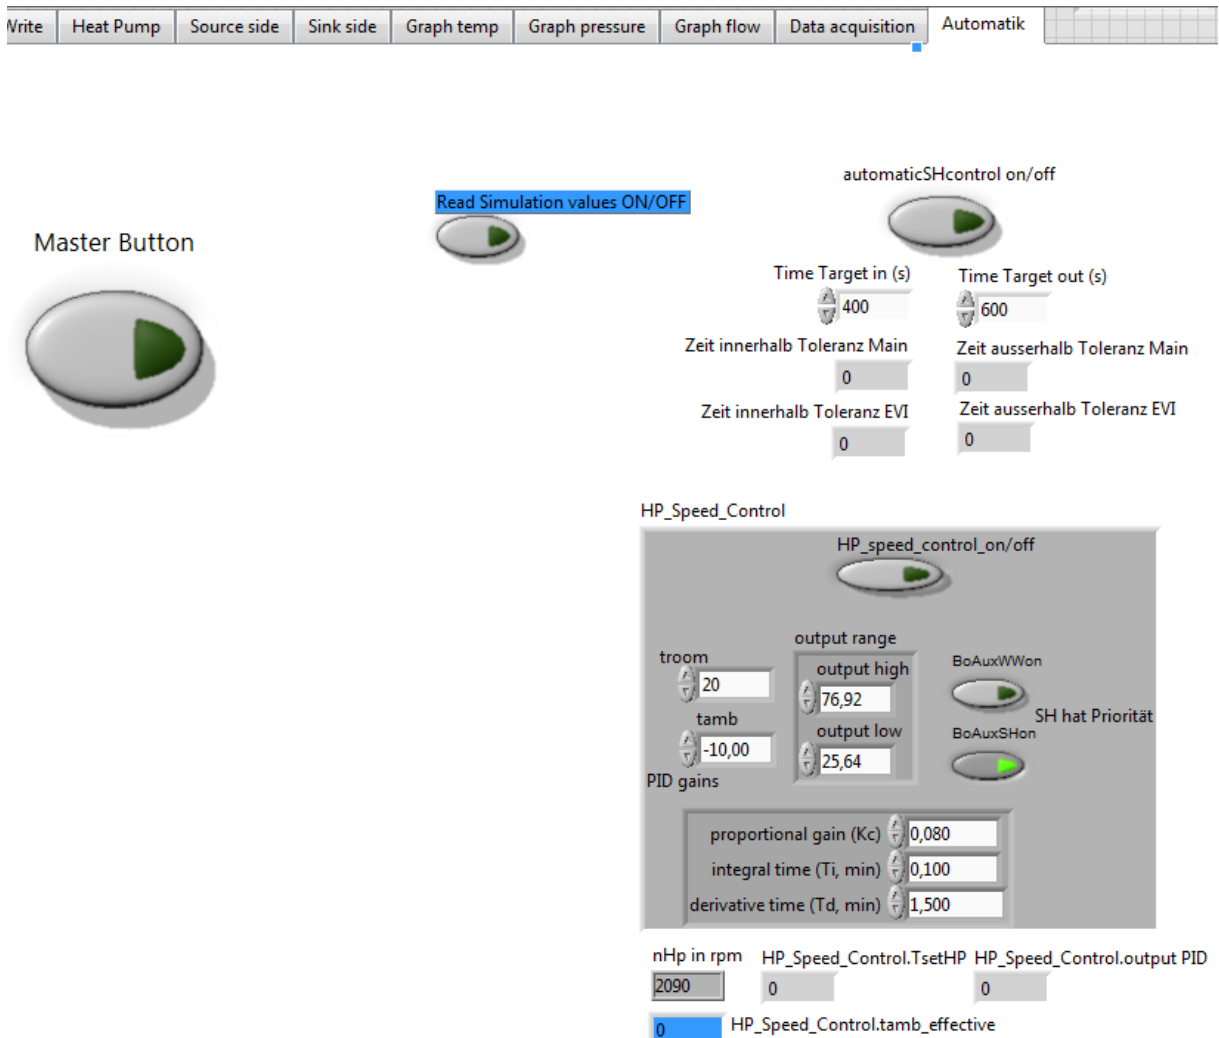 Write Heat Pump Source side Sink side Graph temp Graph pressure Graph flow Data acquisition Automatik
automaticSHcontrol on/off
Read Simulation values ON/OFF
Master Button
Time Target in (s) Time Target out (s)
400 600
Zeit innerhalb Toleranz Main Zeit ausserhalb Toleranz Main
0 0
Zeit innerhalb Toleranz EVI Zeit ausserhalb Toleranz EVI
0 0
HP_Speed_Control
HP_speed_control_on/off
output range
troom output high BoAuxWWon
20 76,92
tamb output low SH hat Priorität
BoAuxSHon
-10,00 25,64
PID gains
proportional gain (Kc) 0,080
integral time (Ti, min) 0,100
derivative time (Td, min) 1,500
nHp in rpm HP_Speed_Control.TsetHP HP_Speed_Control.output PID
2090 0 0
0 HP_Speed_Control.tamb_effective